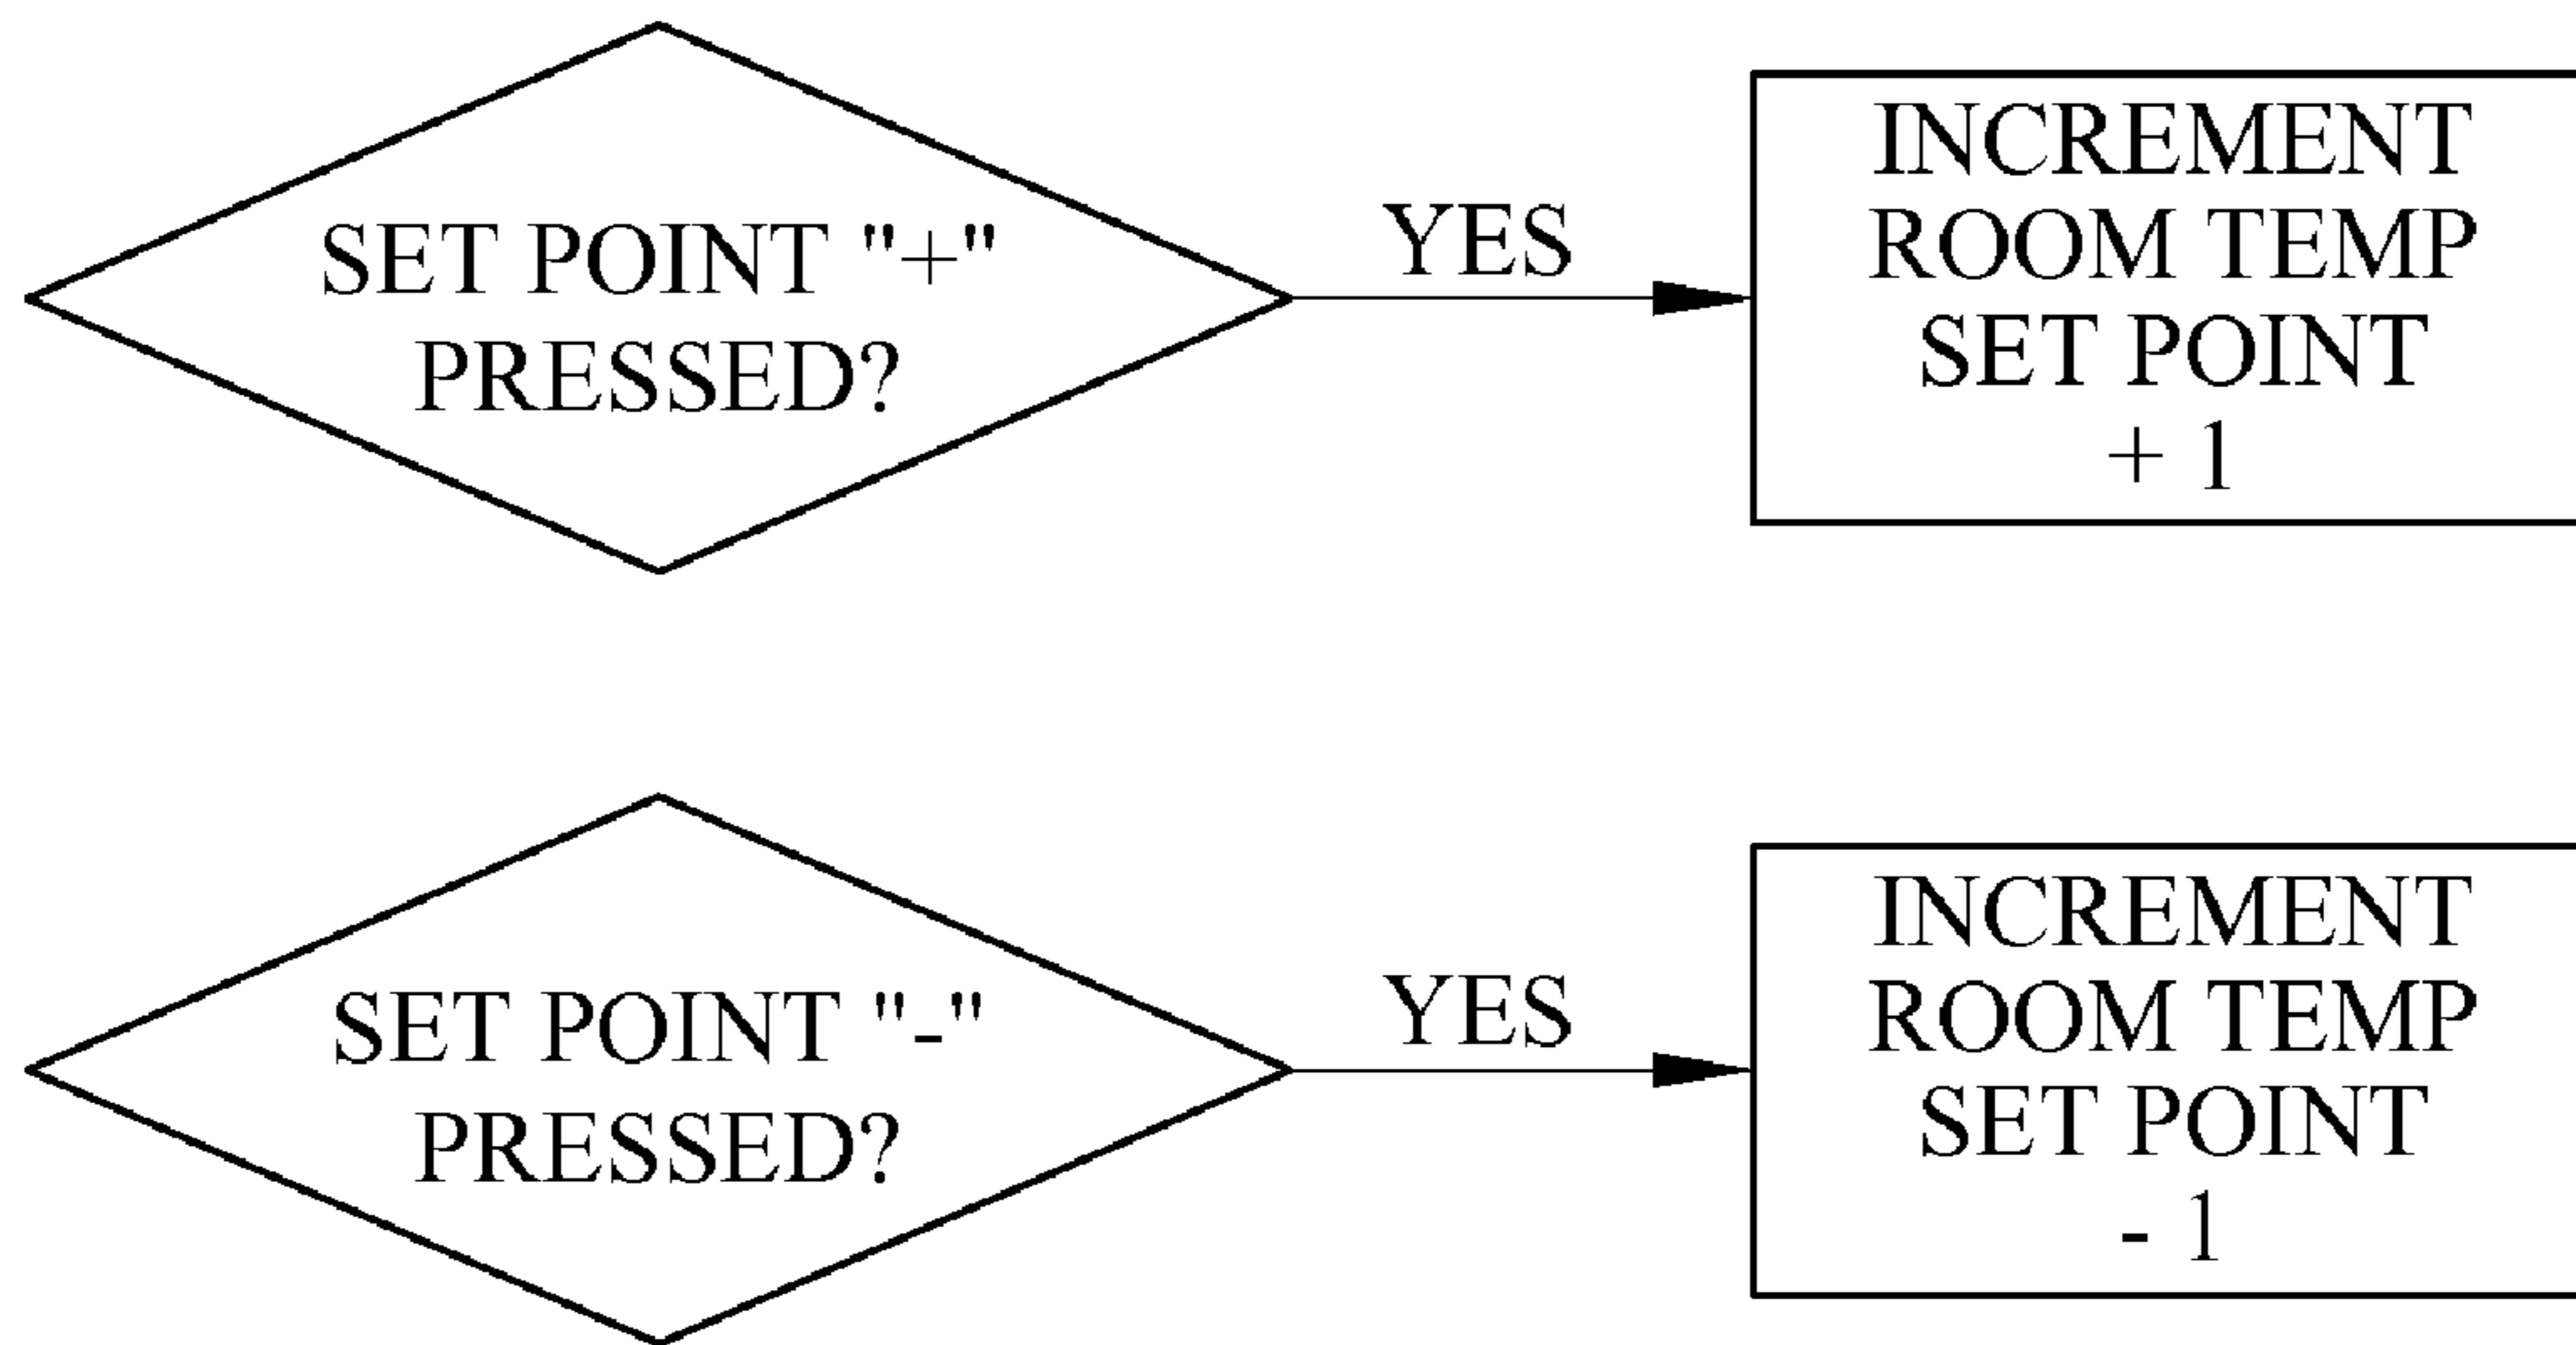 SET POINT "+"
PRESSED?
YES
INCREMENT
ROOM TEMP
SET POINT
+ 1
SET POINT "-"
PRESSED?
YES
INCREMENT
ROOM TEMP
SET POINT
- 1